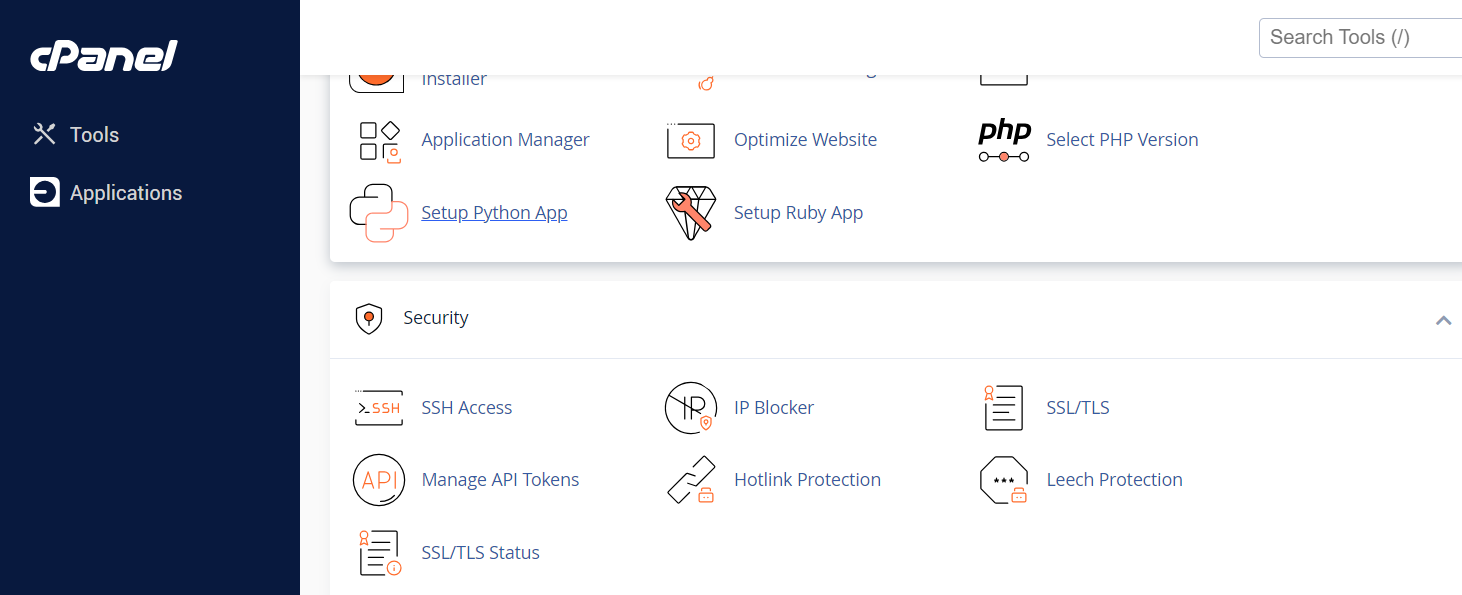 cPanel
Search Tools (/)
Tools
Applications
Installer
Application Manager
Optimize Website
php
Select PHP Version
Setup Python App
Setup Ruby App
Security
>_SSH
SSH Access
IP
IP Blocker
SSL/TLS
API
Manage API Tokens
Hotlink Protection
***
Leech Protection
SSL/TLS Status